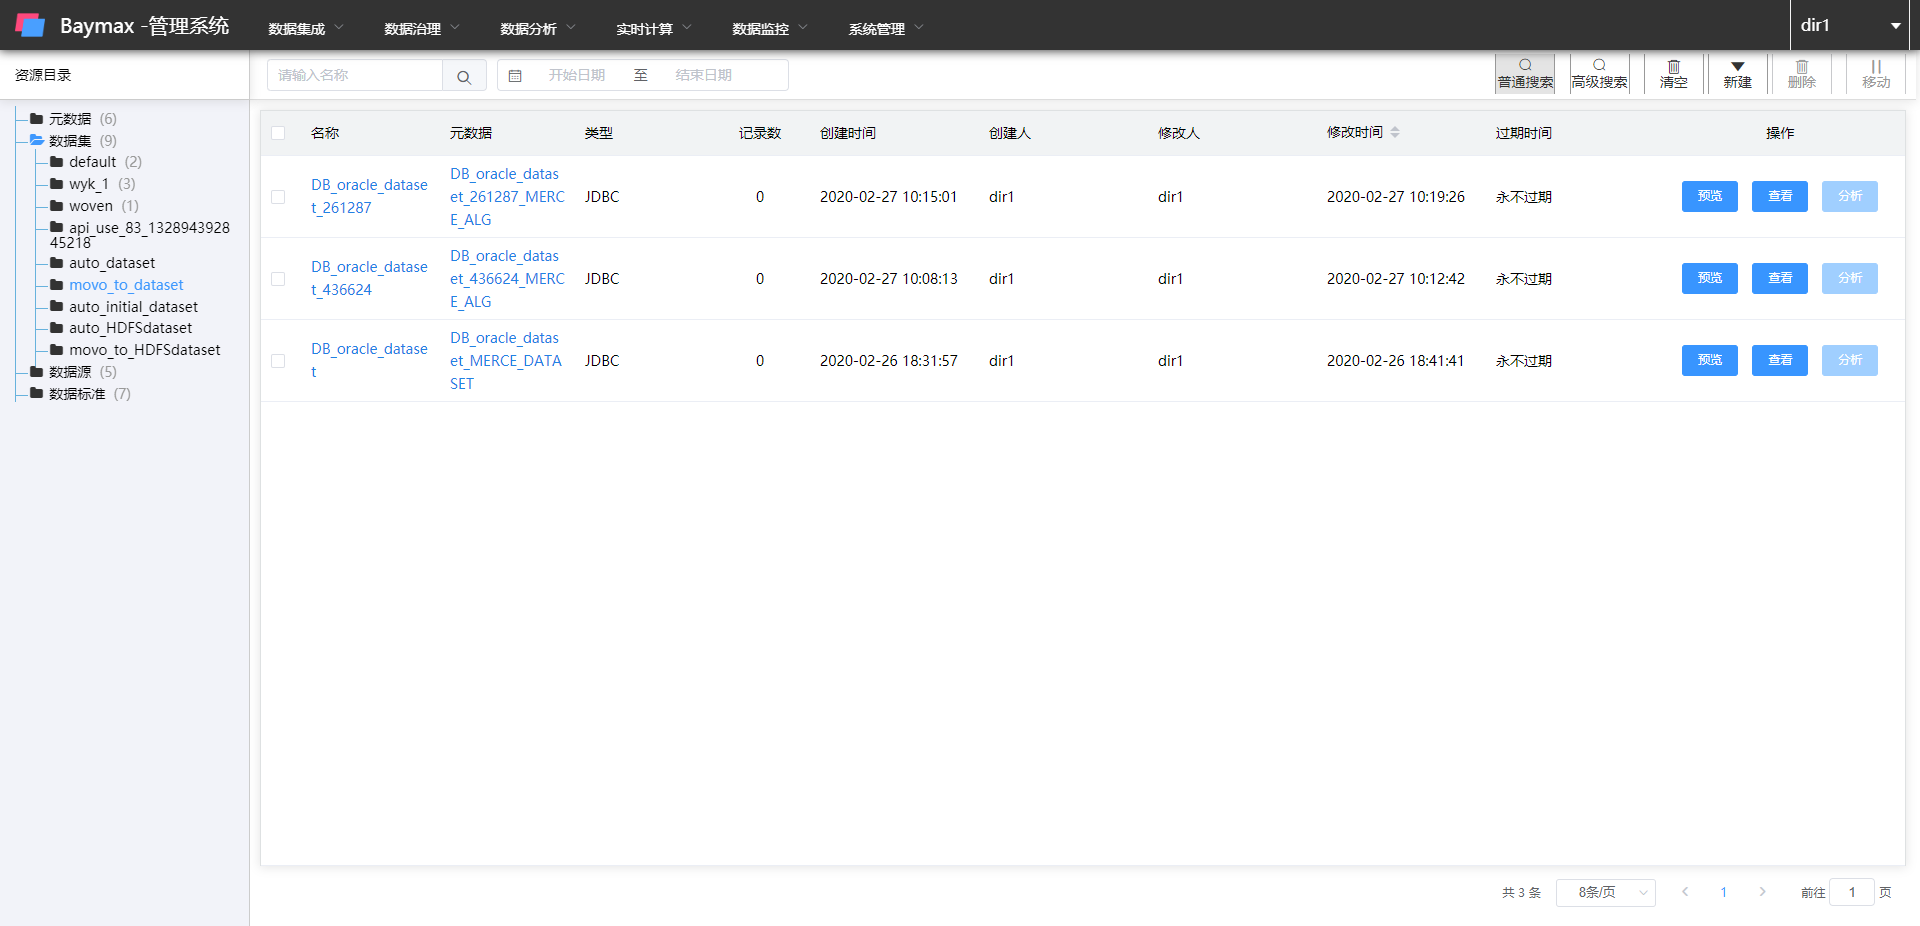 Baymax -管理系统
数据集成
数据治理
数据分析
实时计算
数据监控
系统管理
dir1
资源目录
元数据 (6)
数据集 (9)
default (2)
wyk_1 (3)
woven (1)
api_use_83_1328943928
45218
auto_dataset
movo_to_dataset
auto_initial_dataset
auto_HDFSdataset
movo_to_HDFSdataset
数据源 (5)
数据标准 (7)
请输入名称
开始日期 至 结束日期
普通搜索
高级搜索
清空
新建
删除
移动
名称 元数据 类型 记录数 创建时间 创建人 修改人 修改时间 过期时间 操作
DB_oracle_datase
t_261287
DB_oracle_datas
et_261287_MERC
E_ALG
JDBC 0 2020-02-27 10:15:01 dir1 dir1 2020-02-27 10:19:26 永不过期 预览 查看 分析
DB_oracle_datase
t_436624
DB_oracle_datas
et_436624_MERC
E_ALG
JDBC 0 2020-02-27 10:08:13 dir1 dir1 2020-02-27 10:12:42 永不过期 预览 查看 分析
DB_oracle_datase
t
DB_oracle_datas
et_MERCE_DATA
SET
JDBC 0 2020-02-26 18:31:57 dir1 dir1 2020-02-26 18:41:41 永不过期 预览 查看 分析
共 3 条 8条/页 1 前往 1 页